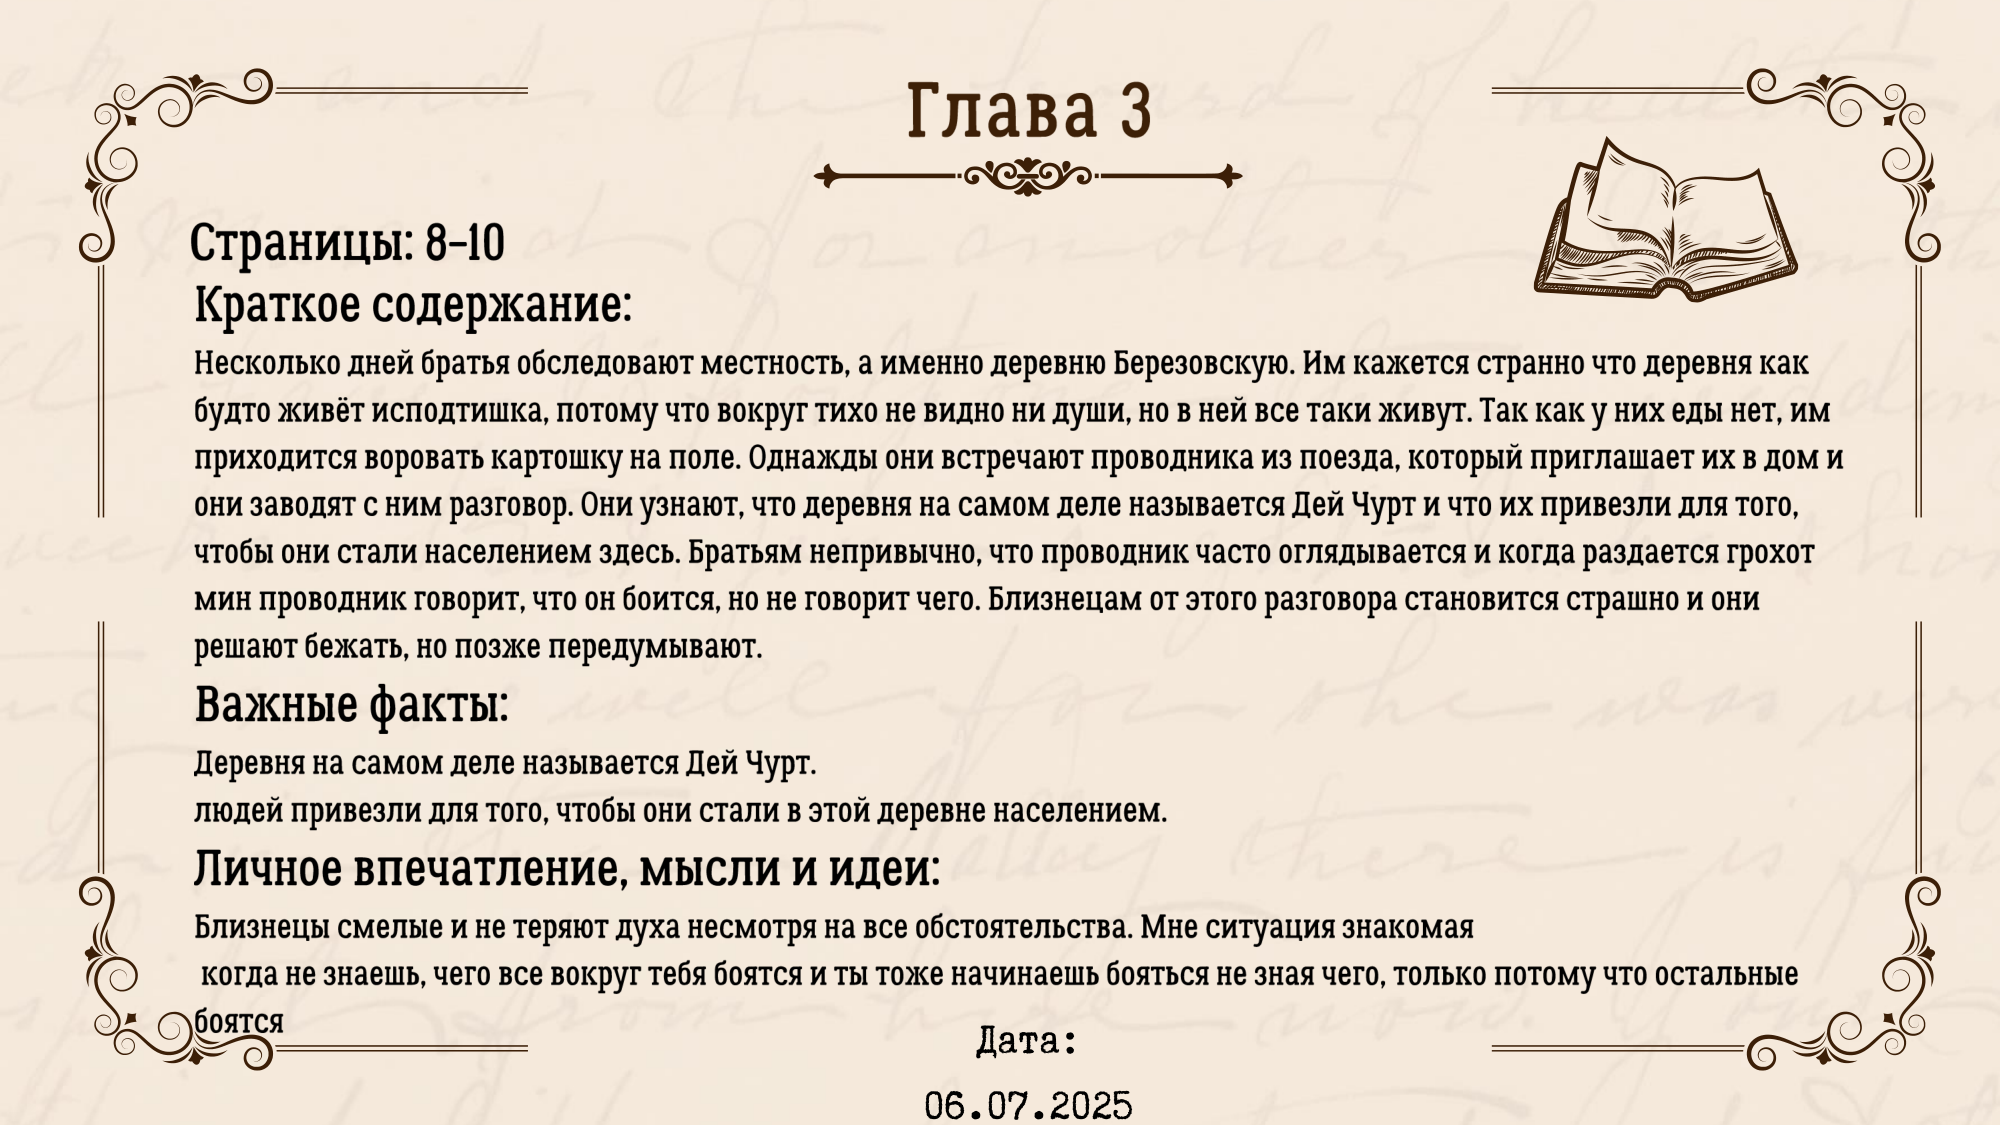 Глава 3
Страницы: 8–10
Краткое содержание:
Несколько дней братья обследовают местность, а именно деревню Березовскую. Им кажется странно что деревня как
будто живёт исподтишка, потому что вокруг тихо не видно ни души, но в ней все таки живут. Так как у них еды нет, им
приходится воровать картошку на поле. Однажды они встречают проводника из поезда, который приглашает их в дом и
они заводят с ним разговор. Они узнают, что деревня на самом деле называется Дей Чурт и что их привезли для того,
чтобы они стали населением здесь. Братьям непривычно, что проводник часто оглядывается и когда раздается грохот
мин проводник говорит, что он боится, но не говорит чего. Близнецам от этого разговора становится страшно и они
решают бежать, но позже передумывают.
Важные факты:
Деревня на самом деле называется Дей Чурт.
людей привезли для того, чтобы они стали в этой деревне населением.
Личное впечатление, мысли и идеи:
Близнецы смелые и не теряют духа несмотря на все обстоятельства. Мне ситуация знакомая
когда не знаешь, чего все вокруг тебя боятся и ты тоже начинаешь бояться не зная чего, только потому что остальные
боятся
Дата:
06.07.2025